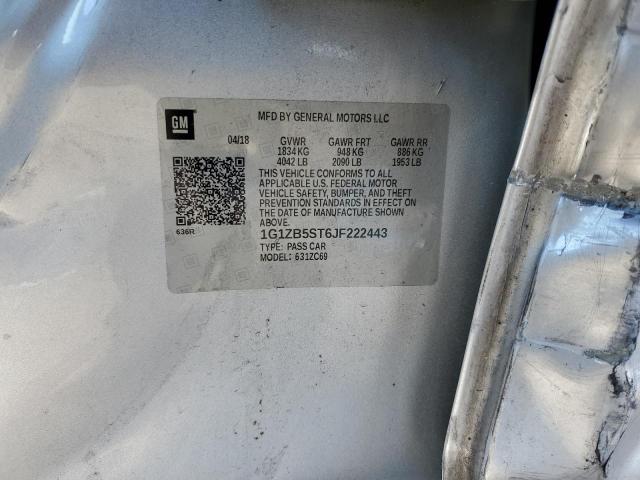 GM
MFD BY GENERAL MOTORS LLC
04/18 GVWR GAWR FRT GAWR RR
1834 KG 948 KG 886 KG
4042 LB 2090 LB 1953 LB
THIS VEHICLE CONFORMS TO ALL
APPLICABLE U.S. FEDERAL MOTOR
VEHICLE SAFETY, BUMPER, AND THEFT
PREVENTION STANDARDS IN EFFECT ON
THE DATE OF MANUFACTURE SHOWN
ABOVE.
636R
1G1ZB5ST6JF222443
TYPE: PASS CAR
MODEL: 631ZC69